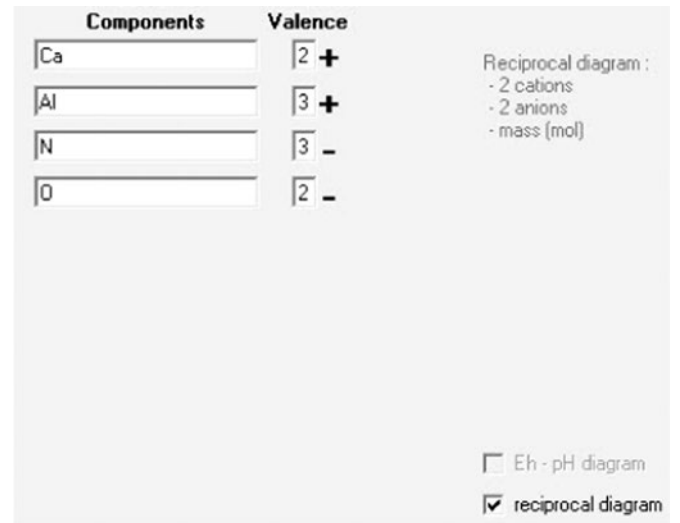 Components Valence
Ca 2 +
Al 3 +
N 3 -
O 2 -
Reciprocal diagram :
- 2 cations
- 2 anions
- mass (mol)
Eh - pH diagram
reciprocal diagram